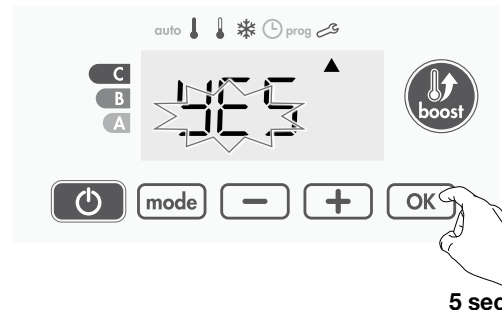 auto prog
C
B
A
YES
boost
mode − + OK
5 sec